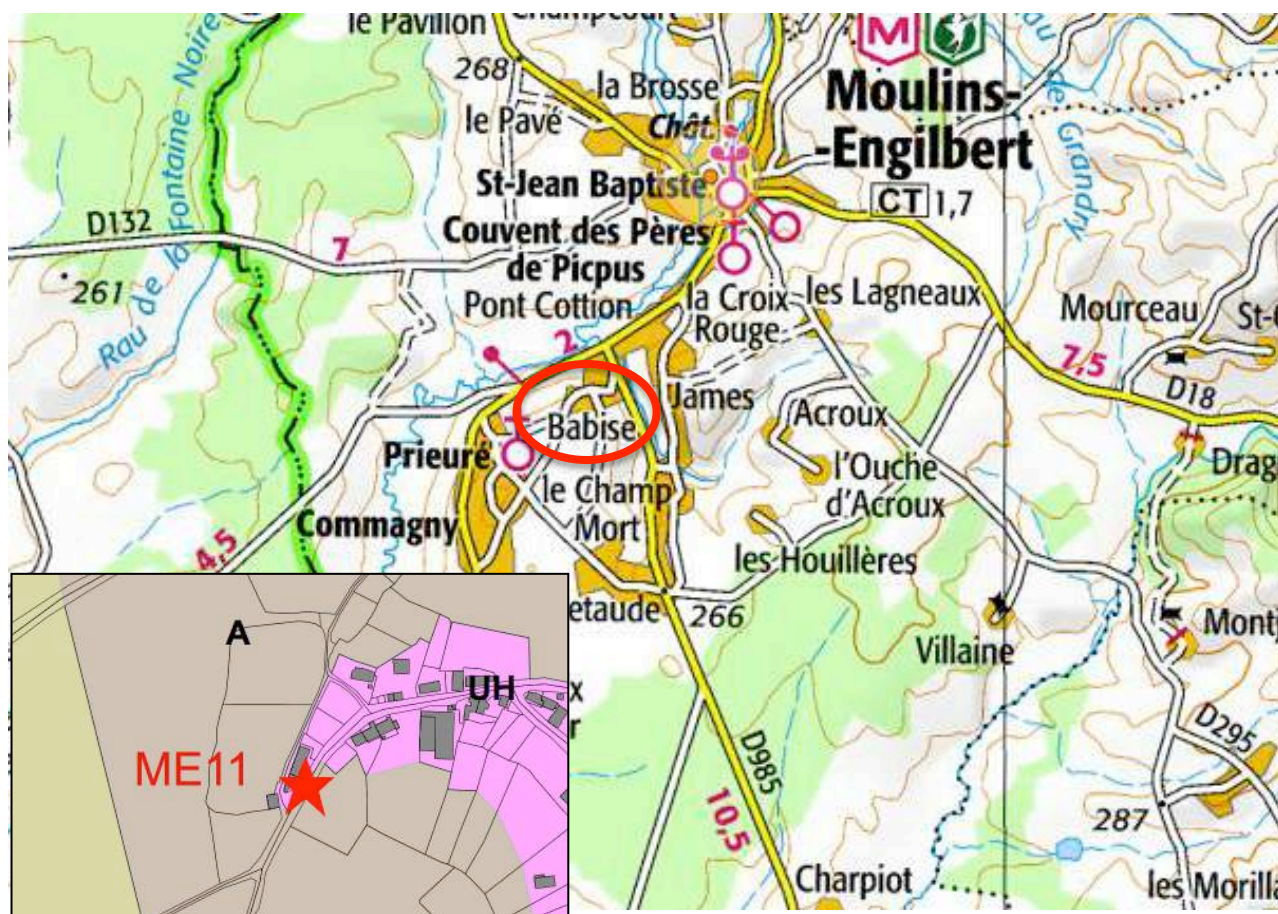 le Pavillon
268
la Brosse
M
Moulins-
-Engilbert
le Pavé
Chât.
St-Jean Baptiste
Couvent des Pères
de Picpus
CT 1,7
Rau de la Fontaine Noire
de Grandry
D132
7
261
Pont Cottion
la Croix
Rouge
les Lagneaux
Mourceau
2
7,5
D18
James
Babise
Acroux
Prieuré
l'Ouche
d'Acroux
le Champ
Mort
Commagny
4,5
les Houillères
etaude
266
Villaine
D985
D295
10,5
287
Charpiot
A
UH
ME11